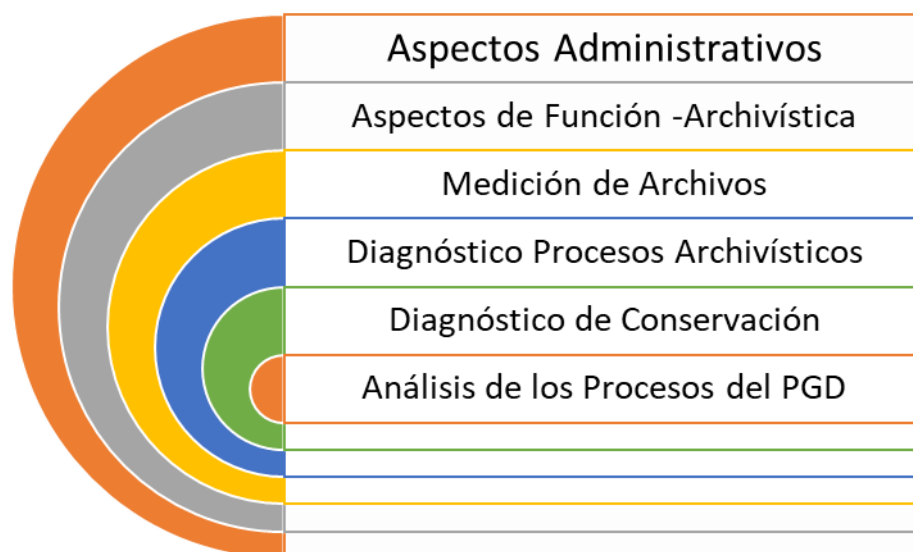 Aspectos Administrativos
Aspectos de Función -Archivística
Medición de Archivos
Diagnóstico Procesos Archivísticos
Diagnóstico de Conservación
Análisis de los Procesos del PGD